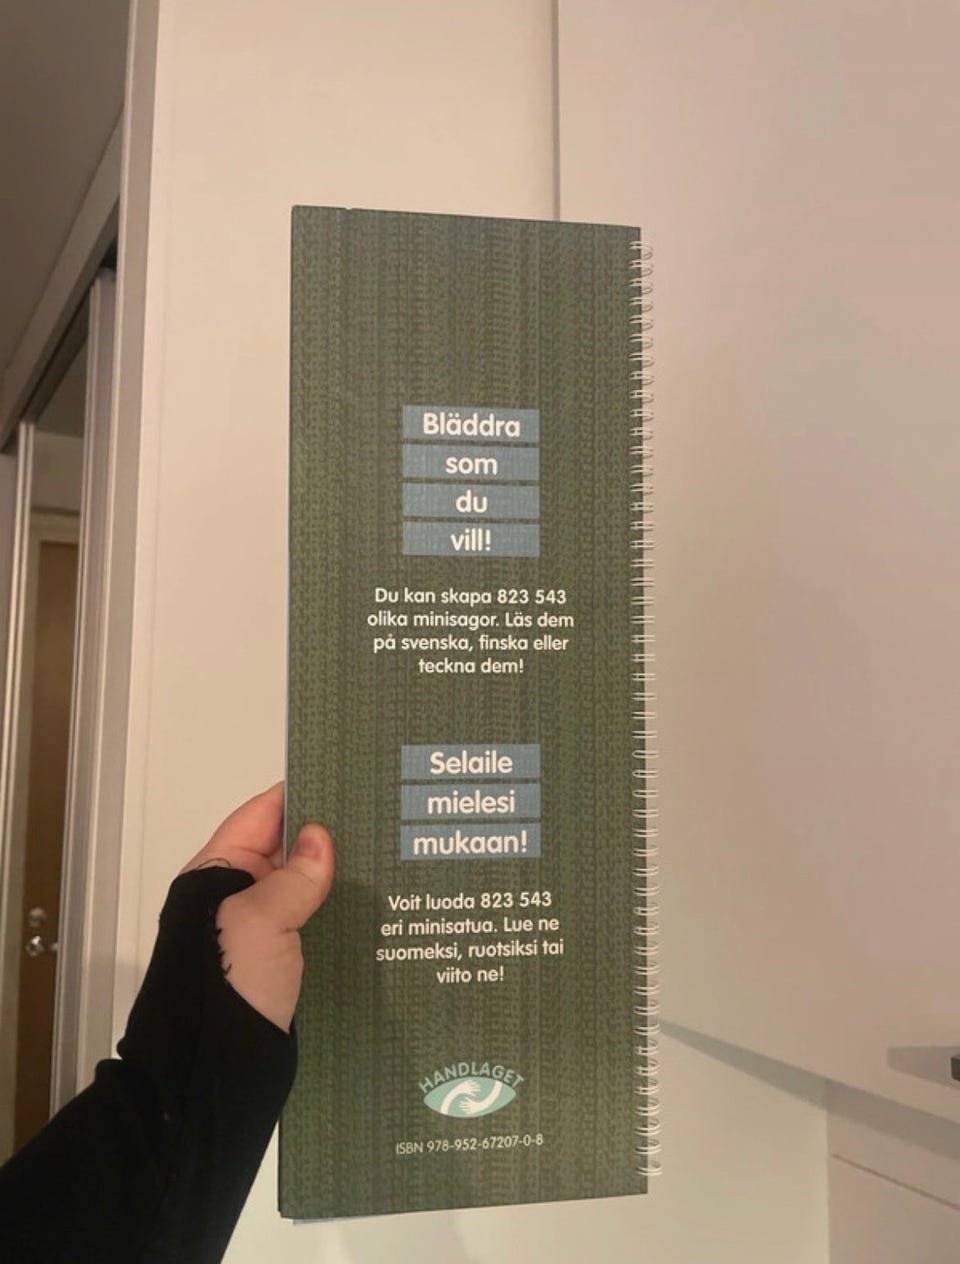 Bläddra
som
du
vill!
Du kan skapa 823 543
olika minisagor. Läs dem
på svenska, finska eller
teckna dem!
Selaile
mielesi
mukaan!
Voit luoda 823 543
eri minisatua. Lue ne
suomeksi, ruotsiksi tai
viito ne!
HANDLAGET
ISBN 978-952-67207-0-8